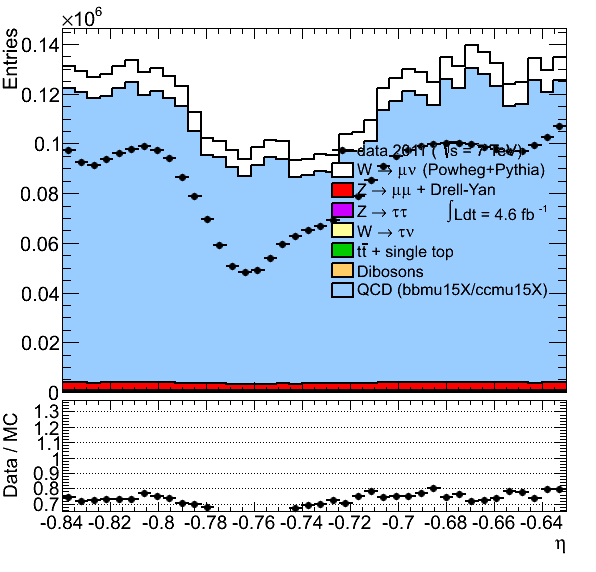 ×10⁶
Entries
0.14
0.12
0.1
0.08
0.06
0.04
0.02
0
data 2011 (√s = 7 TeV)
W → μν (Powheg+Pythia)
Z → μμ + Drell-Yan
Z → ττ
∫Ldt = 4.6 fb⁻¹
W → τν
tt̄ + single top
Dibosons
QCD (bbmu15X/ccmu15X)
Data / MC
1.3
1.2
1.1
1
0.9
0.8
0.7
-0.84 -0.82 -0.8 -0.78 -0.76 -0.74 -0.72 -0.7 -0.68 -0.66 -0.64
η